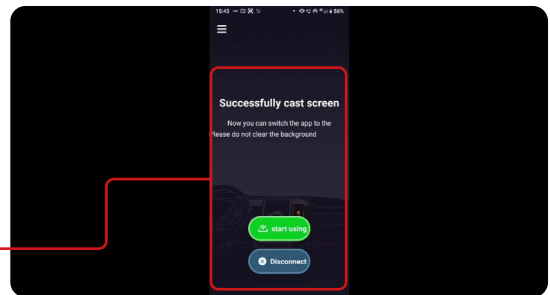 15:43
56%
Successfully cast screen
Now you can switch the app to the
Please do not clear the background
start using
Disconnect